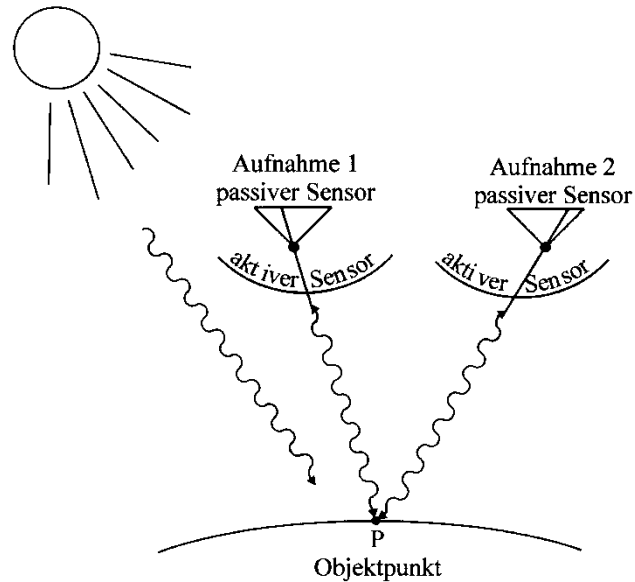 Aufnahme 1
passiver Sensor
aktiver Sensor
Aufnahme 2
passiver Sensor
aktiver Sensor
P
Objektpunkt